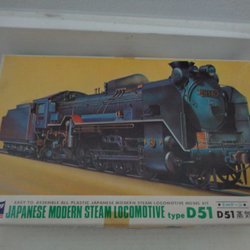 EASY TO ASSEMBLE ALL PLASTIC JAPANESE MODERN STEAM LOCOMOTIVE MODEL KIT
JAPANESE MODERN STEAM LOCOMOTIVE type D51
D51